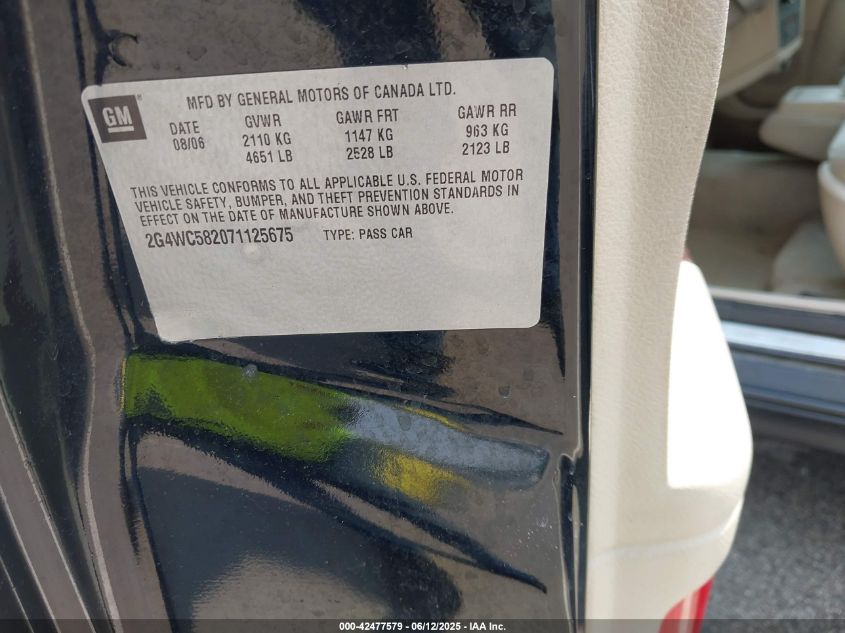 GM
MFD BY GENERAL MOTORS OF CANADA LTD.
DATE GVWR GAWR FRT GAWR RR
08/06 2110 KG 1147 KG 963 KG
4651 LB 2528 LB 2123 LB
THIS VEHICLE CONFORMS TO ALL APPLICABLE U.S. FEDERAL MOTOR
VEHICLE SAFETY, BUMPER, AND THEFT PREVENTION STANDARDS IN
EFFECT ON THE DATE OF MANUFACTURE SHOWN ABOVE.
2G4WC582071125675 TYPE: PASS CAR
000-42477579 - 06/12/2025 - IAA Inc.